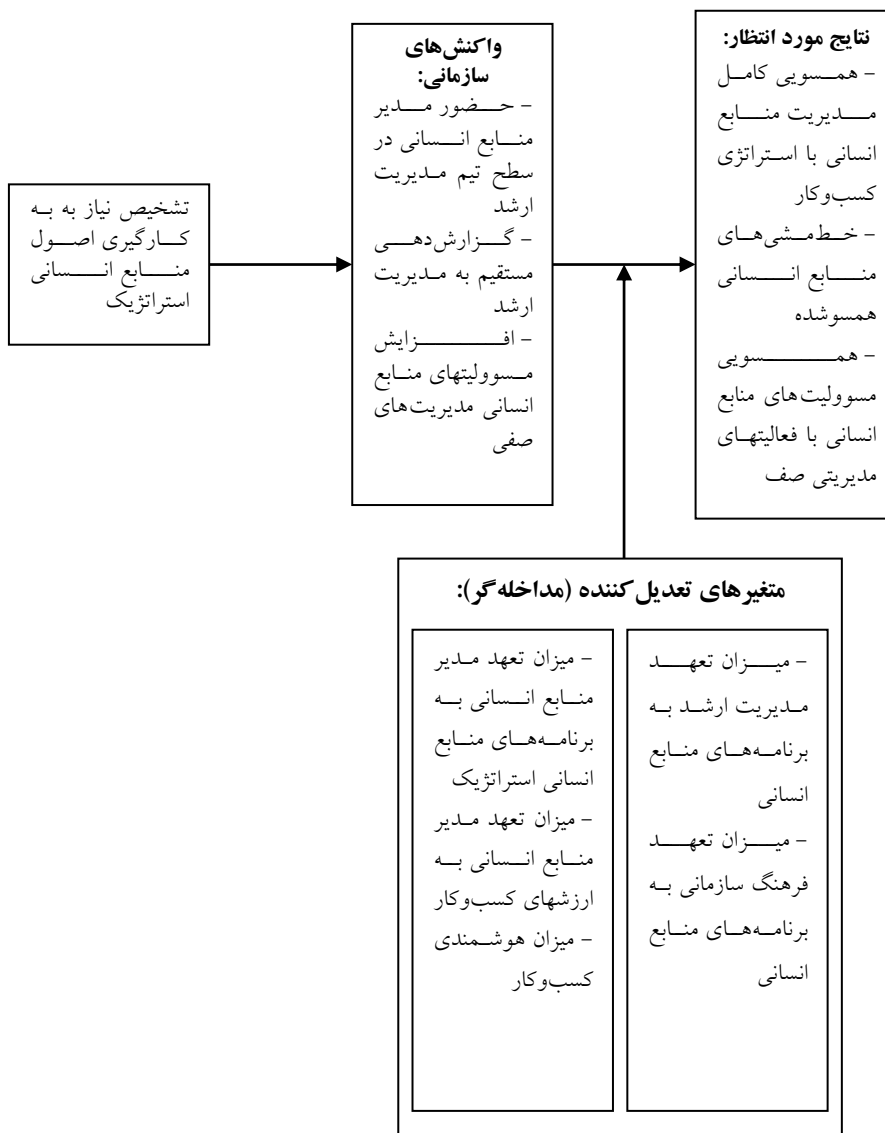 تشخیص نیاز به به
کارگیری اصول
منابع انسانی
استراتژیک
واکنش‌های
سازمانی:
- حضور مدیر
منابع انسانی در
سطح تیم مدیریت
ارشد
- گزارش‌دهی
مستقیم به مدیریت
ارشد
- افزایش
مسوولیتهای منابع
انسانی مدیریت‌های
صفی
نتایج مورد انتظار:
- همسویی کامل
مدیریت منابع
انسانی با استراتژی
کسب‌وکار
- خط‌مشی‌های
منابع انسانی
همسوشده
- همسویی
مسوولیت‌های منابع
انسانی با فعالیتهای
مدیریتی صف
متغیرهای تعدیل‌کننده (مداخله‌گر):
- میزان تعهد
مدیریت ارشد به
برنامه‌های منابع
انسانی
- میزان تعهد
فرهنگ سازمانی به
برنامه‌های منابع
انسانی
- میزان تعهد مدیر
منابع انسانی به
برنامه‌های منابع
انسانی استراتژیک
- میزان تعهد مدیر
منابع انسانی به
ارزشهای کسب‌وکار
- میزان هوشمندی
کسب‌وکار